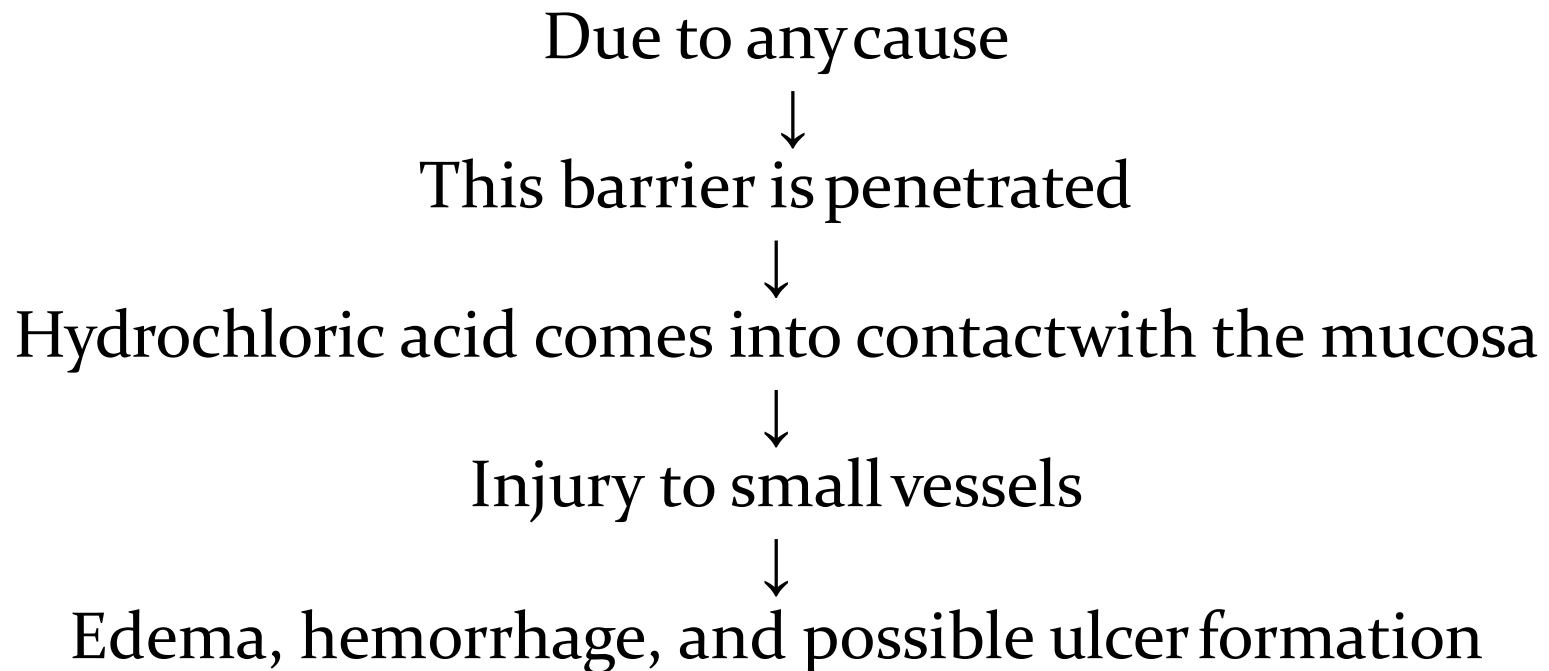 Due to any cause
↓
This barrier is penetrated
↓
Hydrochloric acid comes into contactwith the mucosa
↓
Injury to small vessels
↓
Edema, hemorrhage, and possible ulcer formation